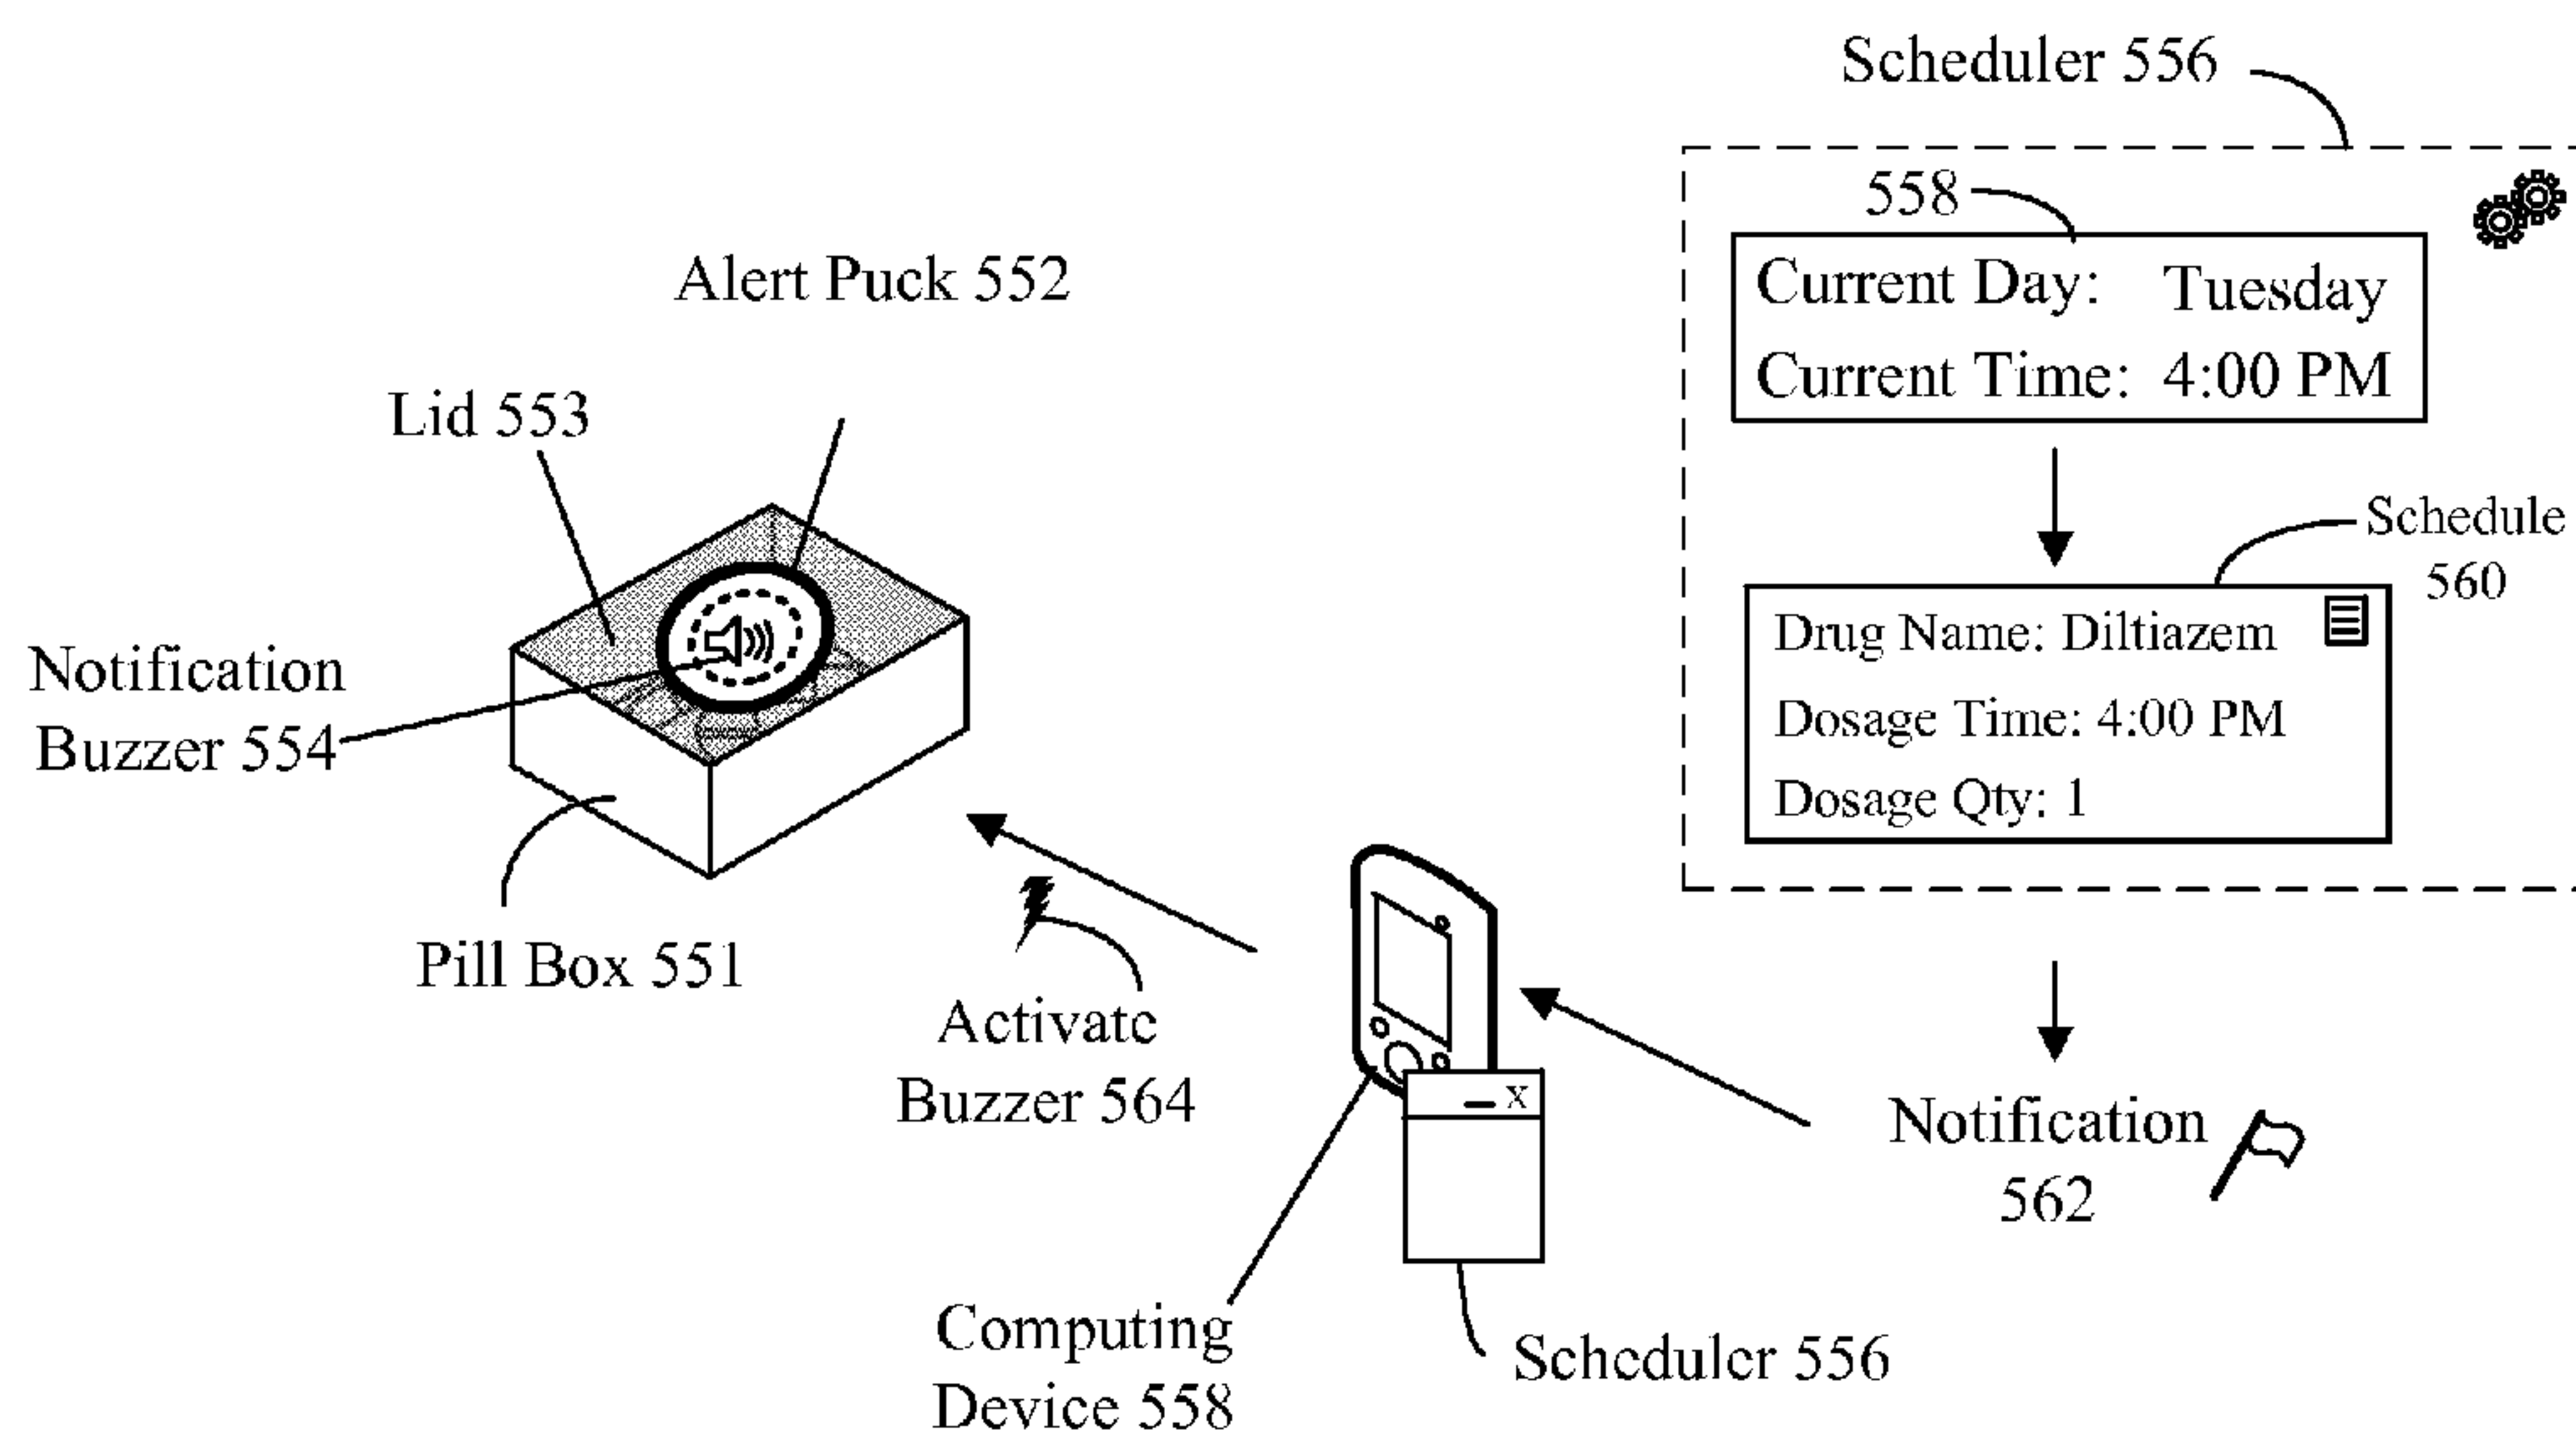 Scheduler 556
558
Current Day: Tuesday
Current Time: 4:00 PM
Schedule
560
Drug Name: Diltiazem
Dosage Time: 4:00 PM
Dosage Qty: 1
Alert Puck 552
Lid 553
Notification
Buzzer 554
Pill Box 551
Activate
Buzzer 564
X
Notification
562
Computing
Device 558
Scheduler 556